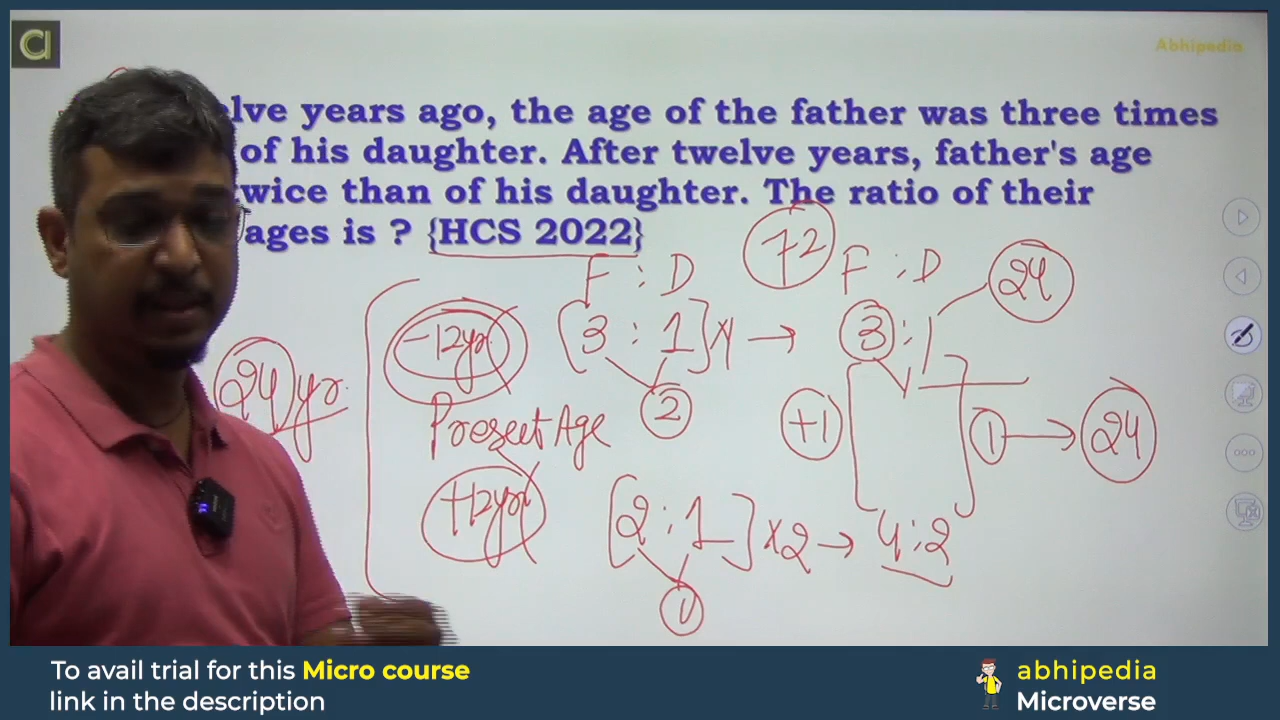 Abhipedia
elve years ago, the age of the father was three times
of his daughter. After twelve years, father's age
twice than of his daughter. The ratio of their
ages is ? {HCS 2022}
72
F : D
F : D
24
-12yr
[3 : 1] x1 → 3 : 1
24 yr.
2
Present Age
+1
1 → 24
+12yr
[2 : 1] x2 → 4 : 2
1
To avail trial for this Micro course
link in the description
abhipedia
Microverse